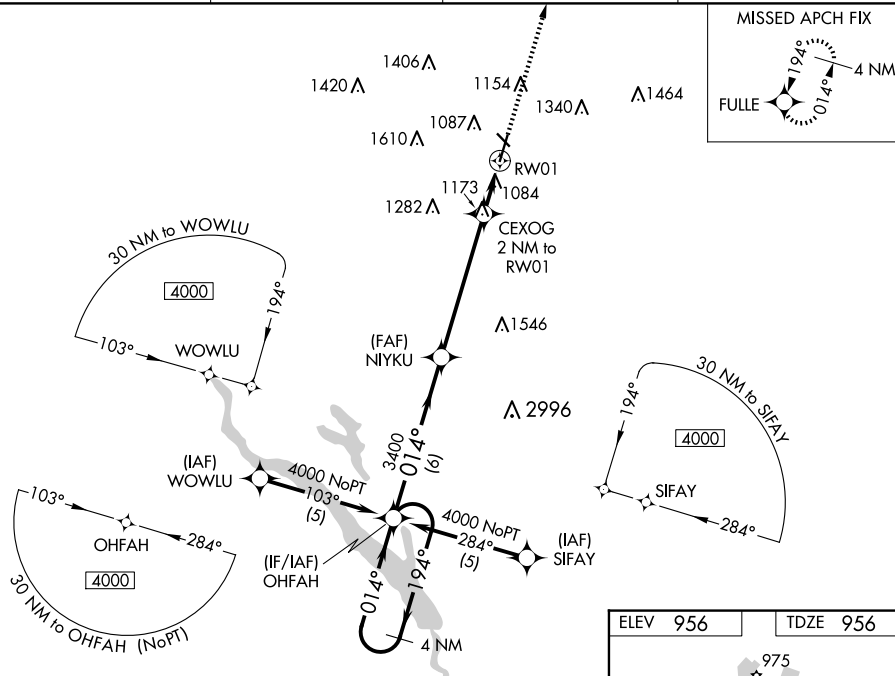 MISSED APCH FIX
194°
4 NM
014°
FULLE
1406
1420
1154
1340
1464
1087
1610
RW01
1173
1084
1282
CEXOG
2 NM to
RW01
30 NM to WOWLU
4000
194°
103°
WOWLU
1546
(FAF)
NIYKU
2996
30 NM to SIFAY
194°
4000
SIFAY
284°
3400
014°
(6)
(IAF)
WOWLU
4000 NoPT
103°
(5)
4000 NoPT
284°
(5)
(IAF)
SIFAY
103°
OHFAH
284°
4000
30 NM to OHFAH (NoPT)
(IF/IAF)
OHFAH
014°
194°
4 NM
ELEV 956
TDZE 956
975